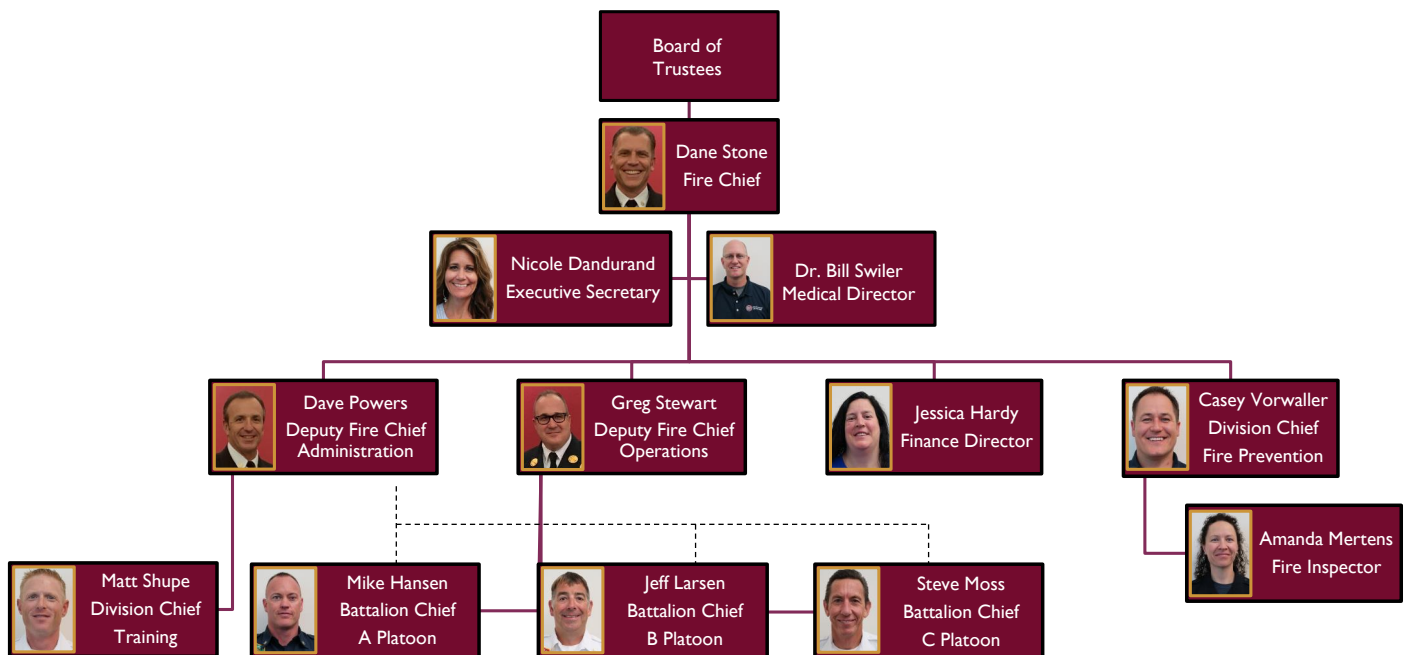 Board of
Trustees
Dane Stone
Fire Chief
Nicole Dandurand
Executive Secretary
Dr. Bill Swiler
Medical Director
Dave Powers
Deputy Fire Chief
Administration
Greg Stewart
Deputy Fire Chief
Operations
Jessica Hardy
Finance Director
Casey Vorwaller
Division Chief
Fire Prevention
Amanda Mertens
Fire Inspector
Matt Shupe
Division Chief
Training
Mike Hansen
Battalion Chief
A Platoon
Jeff Larsen
Battalion Chief
B Platoon
Steve Moss
Battalion Chief
C Platoon